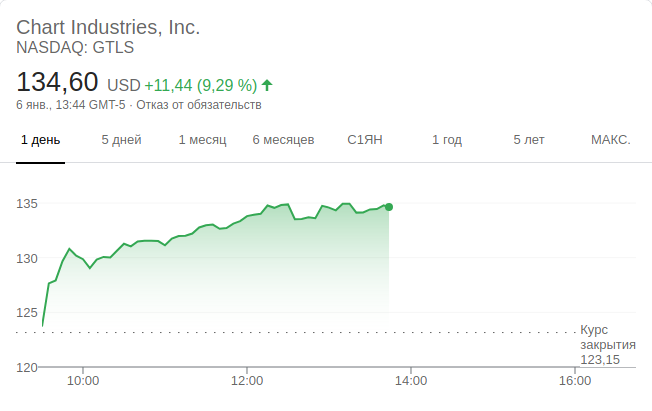 Chart Industries, Inc.
NASDAQ: GTLS
134,60 USD +11,44 (9,29 %)
6 янв., 13:44 GMT-5 · Отказ от обязательств
1 день 5 дней 1 месяц 6 месяцев С1ЯН 1 год 5 лет МАКС.
135
130
125
120
Курс
закрытия
123,15
10:00 12:00 14:00 16:00